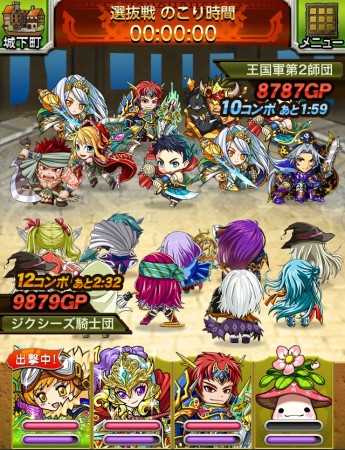 城下町
選抜戦 のこり時間
00:00:00
メニュー
王国軍第2師団
8787GP
10コンボ あと1:59
12コンボ あと2:32
9879GP
ジクシーズ騎士団
出撃中!